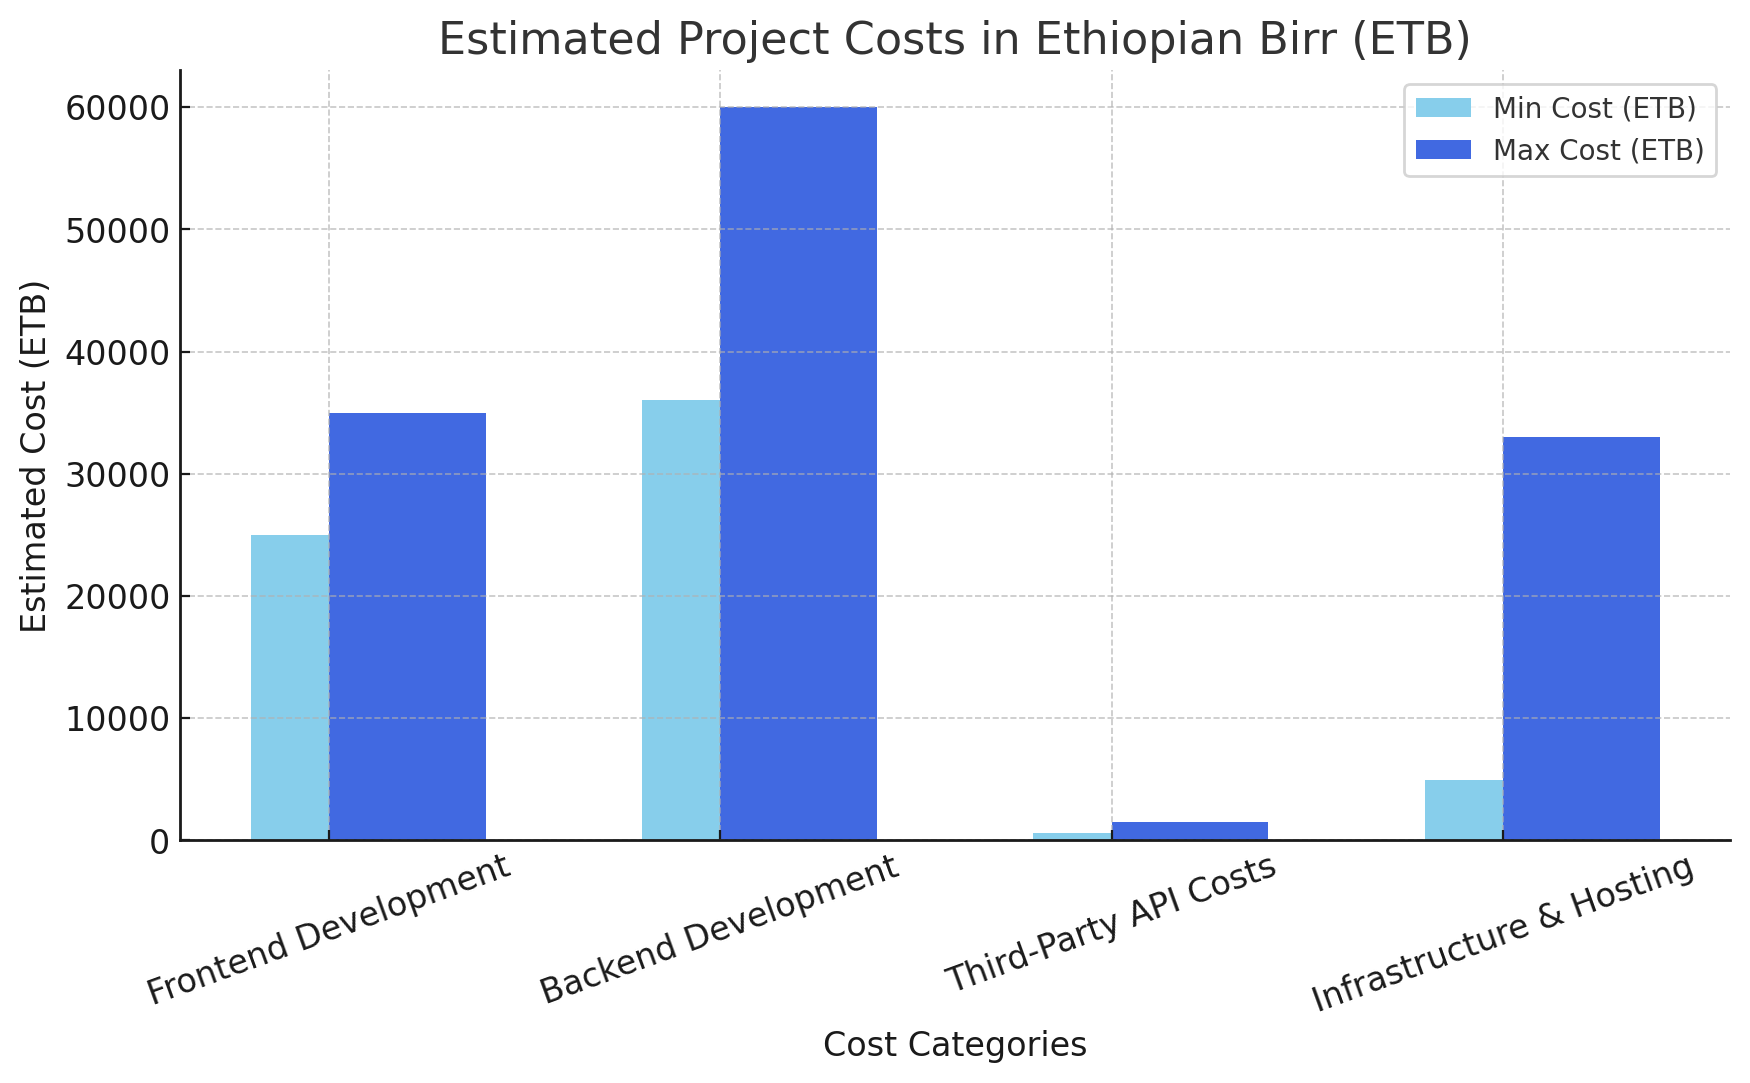 Estimated Project Costs in Ethiopian Birr (ETB)
Min Cost (ETB)
Max Cost (ETB)
Estimated Cost (ETB)
60000
50000
40000
30000
20000
10000
0
Frontend Development
Backend Development
Third-Party API Costs
Infrastructure & Hosting
Cost Categories